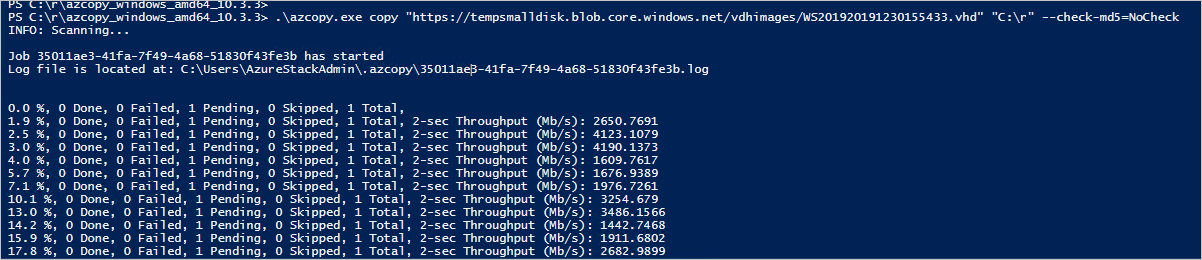 PS C:\r\azcopy_windows_amd64_10.3.3>
PS C:\r\azcopy_windows_amd64_10.3.3> .\azcopy.exe copy "https://tempsmalldisk.blob.core.windows.net/vdhimages/WS201920191230155433.vhd" "C:\r" --check-md5=NoCheck
INFO: Scanning...
Job 35011ae3-41fa-7f49-4a68-51830f43fe3b has started
Log file is located at: C:\Users\AzureStackAdmin\.azcopy\35011ae3-41fa-7f49-4a68-51830f43fe3b.log
0.0 %, 0 Done, 0 Failed, 1 Pending, 0 Skipped, 1 Total,
1.9 %, 0 Done, 0 Failed, 1 Pending, 0 Skipped, 1 Total, 2-sec Throughput (Mb/s): 2650.7691
2.5 %, 0 Done, 0 Failed, 1 Pending, 0 Skipped, 1 Total, 2-sec Throughput (Mb/s): 4123.1079
3.0 %, 0 Done, 0 Failed, 1 Pending, 0 Skipped, 1 Total, 2-sec Throughput (Mb/s): 4190.1373
4.0 %, 0 Done, 0 Failed, 1 Pending, 0 Skipped, 1 Total, 2-sec Throughput (Mb/s): 1609.7617
5.7 %, 0 Done, 0 Failed, 1 Pending, 0 Skipped, 1 Total, 2-sec Throughput (Mb/s): 1676.9389
7.1 %, 0 Done, 0 Failed, 1 Pending, 0 Skipped, 1 Total, 2-sec Throughput (Mb/s): 1976.7261
10.1 %, 0 Done, 0 Failed, 1 Pending, 0 Skipped, 1 Total, 2-sec Throughput (Mb/s): 3254.679
13.0 %, 0 Done, 0 Failed, 1 Pending, 0 Skipped, 1 Total, 2-sec Throughput (Mb/s): 3486.1566
14.2 %, 0 Done, 0 Failed, 1 Pending, 0 Skipped, 1 Total, 2-sec Throughput (Mb/s): 1442.7468
15.9 %, 0 Done, 0 Failed, 1 Pending, 0 Skipped, 1 Total, 2-sec Throughput (Mb/s): 1911.6802
17.8 %, 0 Done, 0 Failed, 1 Pending, 0 Skipped, 1 Total, 2-sec Throughput (Mb/s): 2682.9899